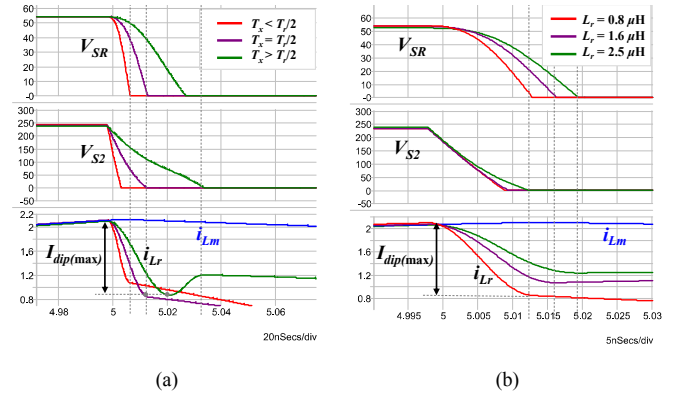 60
50
40
30
20
10
-0
V_SR
T_x < T_r/2
T_x = T_r/2
T_x > T_r/2
300
250
200
150
100
50
0
-50
V_S2
2.2
2
1.6
1.2
0.8
I_dip(max)
i_Lr
i_Lm
4.98 5 5.02 5.04 5.06
20nSecs/div
(a)
60
50
40
30
20
10
-0
V_SR
L_r = 0.8 µH
L_r = 1.6 µH
L_r = 2.5 µH
300
250
200
150
100
50
0
-50
V_S2
2.2
2
1.6
1.2
0.8
I_dip(max)
i_Lr
i_Lm
4.995 5 5.005 5.01 5.015 5.02 5.025 5.03
5nSecs/div
(b)